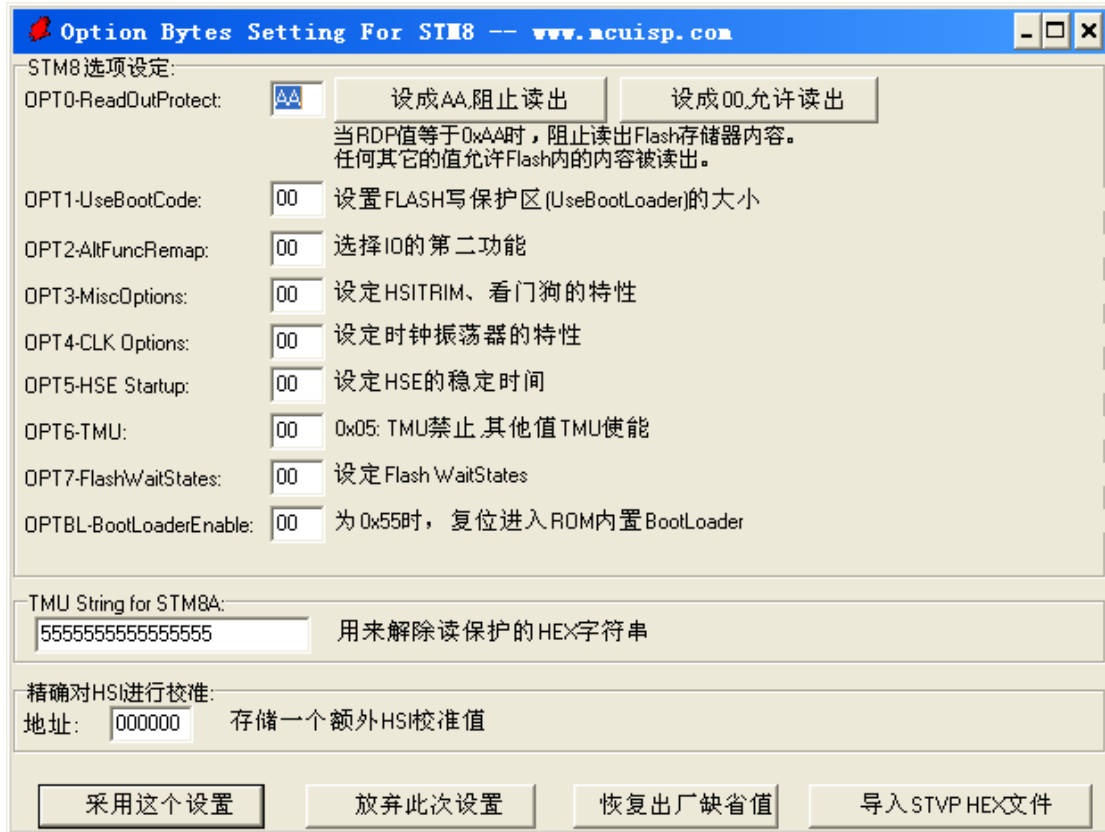 Option Bytes Setting For STM8 -- www.mcuisp.com
STM8选项设定:
OPT0-ReadOutProtect: AA 设成AA,阻止读出 设成00,允许读出
当RDP值等于0xAA时，阻止读出Flash存储器内容。
任何其它的值允许Flash内的内容被读出。
OPT1-UseBootCode: 00 设置FLASH写保护区(UseBootLoader)的大小
OPT2-AltFuncRemap: 00 选择IO的第二功能
OPT3-MiscOptions: 00 设定HSITRIM、看门狗的特性
OPT4-CLK Options: 00 设定时钟振荡器的特性
OPT5-HSE Startup: 00 设定HSE的稳定时间
OPT6-TMU: 00 0x05: TMU禁止,其他值TMU使能
OPT7-FlashWaitStates: 00 设定Flash WaitStates
OPTBL-BootLoaderEnable: 00 为0x55时，复位进入ROM内置BootLoader
TMU String for STM8A:
5555555555555555 用来解除读保护的HEX字符串
精确对HSI进行校准:
地址: 000000 存储一个额外HSI校准值
采用这个设置 放弃此次设置 恢复出厂缺省值 导入STVP HEX文件